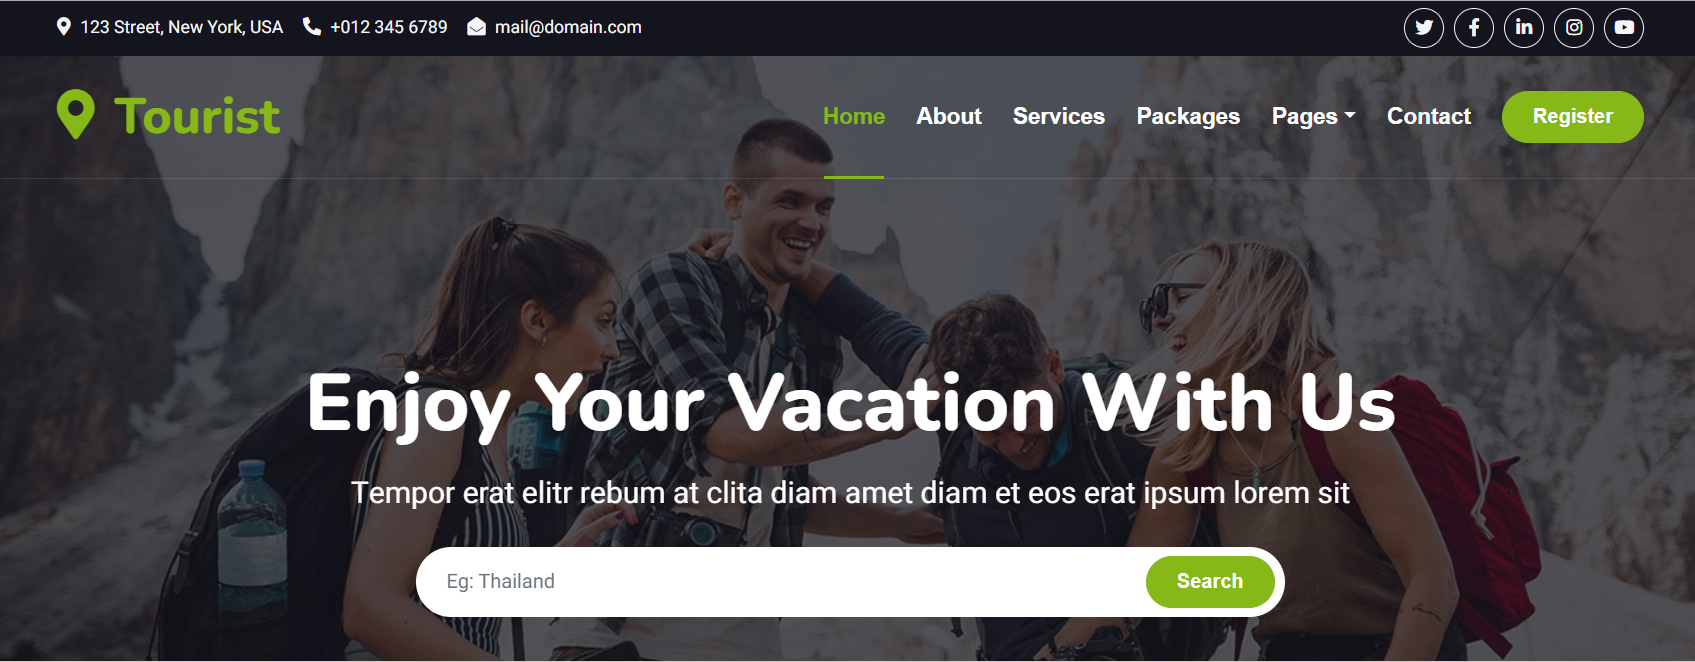 123 Street, New York, USA +012 345 6789 mail@domain.com
Tourist Home About Services Packages Pages Contact Register
Enjoy Your Vacation With Us
Tempor erat elitr rebum at clita diam amet diam et eos erat ipsum lorem sit
Eg: Thailand Search